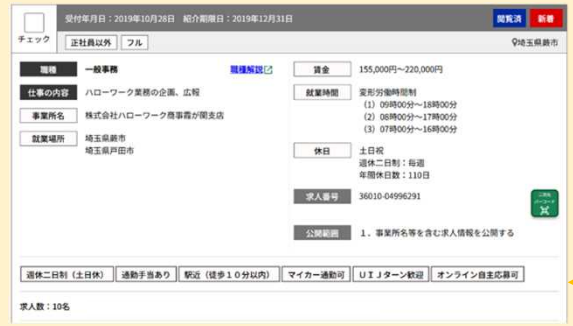 受付年月日：2019年10月28日　紹介期限日：2019年12月31日
閲覧済　新着
チェック
正社員以外　フル
埼玉県蕨市
職種　一般事務　職種解説
仕事の内容　ハローワーク業務の企画、広報
事業所名　株式会社ハローワーク商事霞が関支店
就業場所　埼玉県蕨市
埼玉県戸田市
賃金　155,000円～220,000円
就業時間　変形労働時間制
（1）09時00分～18時00分
（2）08時00分～17時00分
（3）07時00分～16時00分
休日　土日祝
週休二日制：毎週
年間休日数：110日
求人番号　36010-04996291
公開範囲　１．事業所名等を含む求人情報を公開する
週休二日制（土日休）　通勤手当あり　駅近（徒歩１０分以内）　マイカー通勤可　ＵＩＪターン歓迎　オンライン自主応募可
求人数：10名